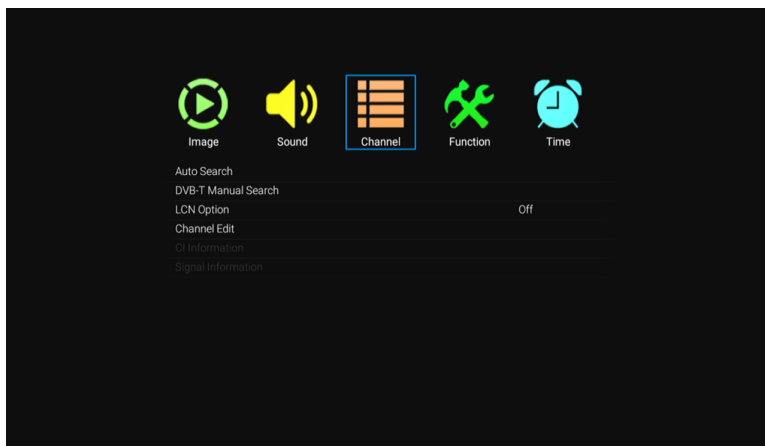 Image Sound Channel Function Time
Auto Search
DVB-T Manual Search
LCN Option Off
Channel Edit
CI Information
Signal Information